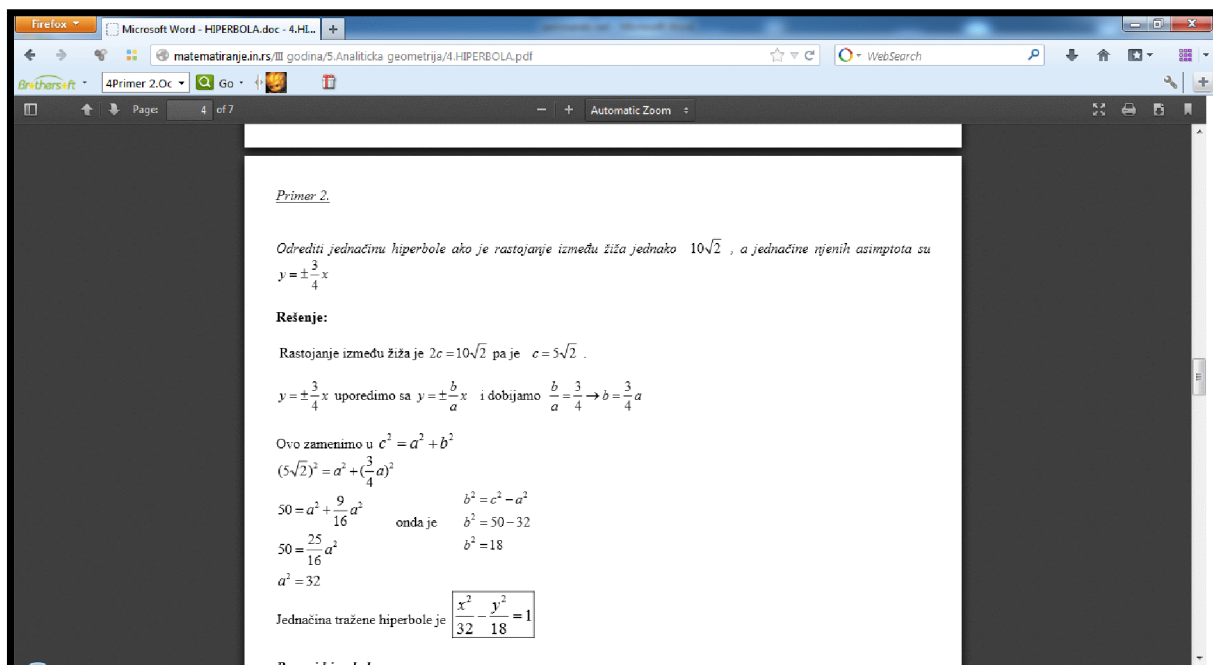 Firefox
Microsoft Word - HIPERBOLA.doc - 4.HI...
matematiranje.in.rs/III godina/5.Analiticka geometrija/4.HIPERBOLA.pdf
WebSearch
Brothersoft
4Primer 2.Oc
Go
Page: 4 of 7
Automatic Zoom
Primer 2.
Odrediti jednačinu hiperbole ako je rastojanje između žiža jednako 10√2 , a jednačine njenih asimptota su
y = ±3/4 x
Rešenje:
Rastojanje između žiža je 2c = 10√2 pa je c = 5√2 .
y = ±3/4 x uporedimo sa y = ±b/a x i dobijamo b/a = 3/4 → b = 3/4 a
Ovo zamenimo u c² = a² + b²
(5√2)² = a² + (3/4 a)²
50 = a² + 9/16 a²
50 = 25/16 a²
a² = 32
onda je
b² = c² − a²
b² = 50 − 32
b² = 18
Jednačina tražene hiperbole je x²/32 − y²/18 = 1